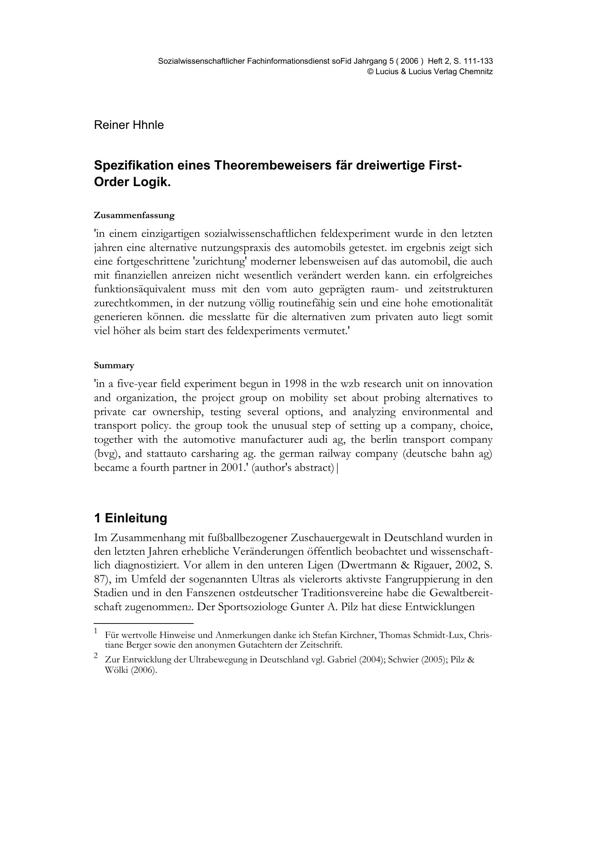 Sozialwissenschaftlicher Fachinformationsdienst soFid Jahrgang 5 ( 2006 )  Heft 2, S. 111-133
© Lucius & Lucius Verlag Chemnitz
Reiner Hhnle
Spezifikation eines Theorembeweisers fär dreiwertige First-
Order Logik.
Zusammenfassung
'in einem einzigartigen sozialwissenschaftlichen feldexperiment wurde in den letzten
jahren eine alternative nutzungspraxis des automobils getestet. im ergebnis zeigt sich
eine fortgeschrittene 'zurichtung' moderner lebensweisen auf das automobil, die auch
mit finanziellen anreizen nicht wesentlich verändert werden kann. ein erfolgreiches
funktionsäquivalent muss mit den vom auto geprägten raum- und zeitstrukturen
zurechtkommen, in der nutzung völlig routinefähig sein und eine hohe emotionalität
generieren können. die messlatte für die alternativen zum privaten auto liegt somit
viel höher als beim start des feldexperiments vermutet.'
Summary
'in a five-year field experiment begun in 1998 in the wzb research unit on innovation
and organization, the project group on mobility set about probing alternatives to
private car ownership, testing several options, and analyzing environmental and
transport policy. the group took the unusual step of setting up a company, choice,
together with the automotive manufacturer audi ag, the berlin transport company
(bvg), and stattauto carsharing ag. the german railway company (deutsche bahn ag)
became a fourth partner in 2001.' (author's abstract)|
1 Einleitung
Im Zusammenhang mit fußballbezogener Zuschauergewalt in Deutschland wurden in
den letzten Jahren erhebliche Veränderungen öffentlich beobachtet und wissenschaft-
lich diagnostiziert. Vor allem in den unteren Ligen (Dwertmann & Rigauer, 2002, S.
87), im Umfeld der sogenannten Ultras als vielerorts aktivste Fangruppierung in den
Stadien und in den Fanszenen ostdeutscher Traditionsvereine habe die Gewaltbereit-
schaft zugenommen2. Der Sportsoziologe Gunter A. Pilz hat diese Entwicklungen
1 Für wertvolle Hinweise und Anmerkungen danke ich Stefan Kirchner, Thomas Schmidt-Lux, Chris-
tiane Berger sowie den anonymen Gutachtern der Zeitschrift.
2 Zur Entwicklung der Ultrabewegung in Deutschland vgl. Gabriel (2004); Schwier (2005); Pilz &
Wölki (2006).